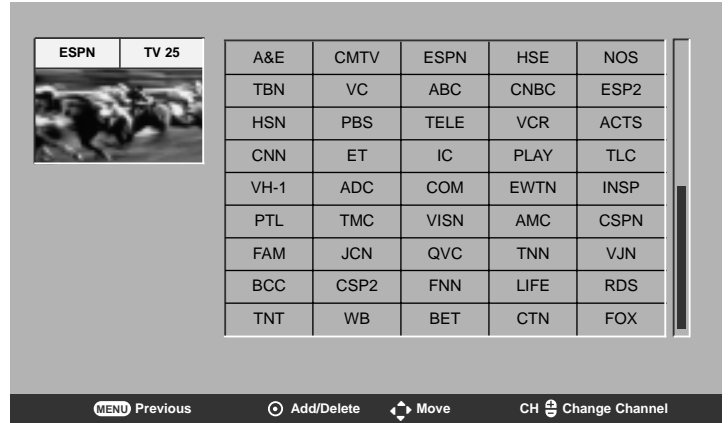 ESPN TV 25
A&E CMTV ESPN HSE NOS
TBN VC ABC CNBC ESP2
HSN PBS TELE VCR ACTS
CNN ET IC PLAY TLC
VH-1 ADC COM EWTN INSP
PTL TMC VISN AMC CSPN
FAM JCN QVC TNN VJN
BCC CSP2 FNN LIFE RDS
TNT WB BET CTN FOX
MENU Previous Add/Delete Move CH Change Channel